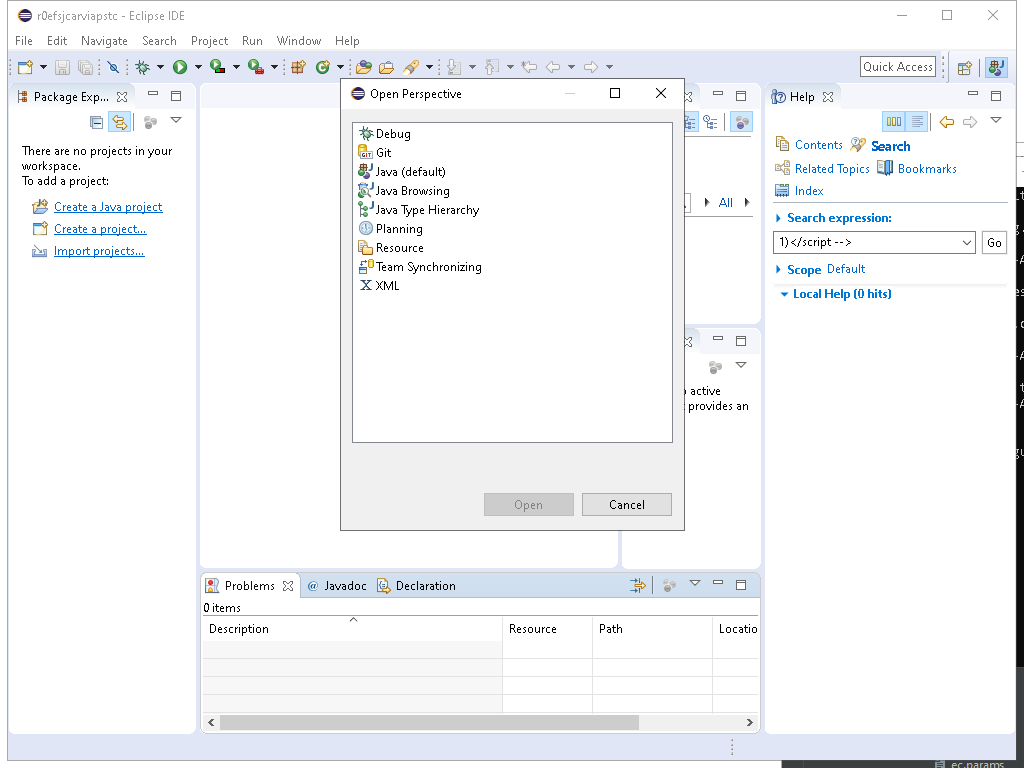 r0efsjcarviapstc - Eclipse IDE
File Edit Navigate Search Project Run Window Help
Quick Access
Package Exp...
There are no projects in your
workspace.
To add a project:
Create a Java project
Create a project...
Import projects...
Open Perspective
Debug
Git
Java (default)
Java Browsing
Java Type Hierarchy
Planning
Resource
Team Synchronizing
XML
Open Cancel
All
active
provides an
Help
Contents Search
Related Topics Bookmarks
Index
Search expression:
1)</script --> Go
Scope Default
Local Help (0 hits)
Problems @ Javadoc Declaration
0 items
Description Resource Path Locatio
ec.params